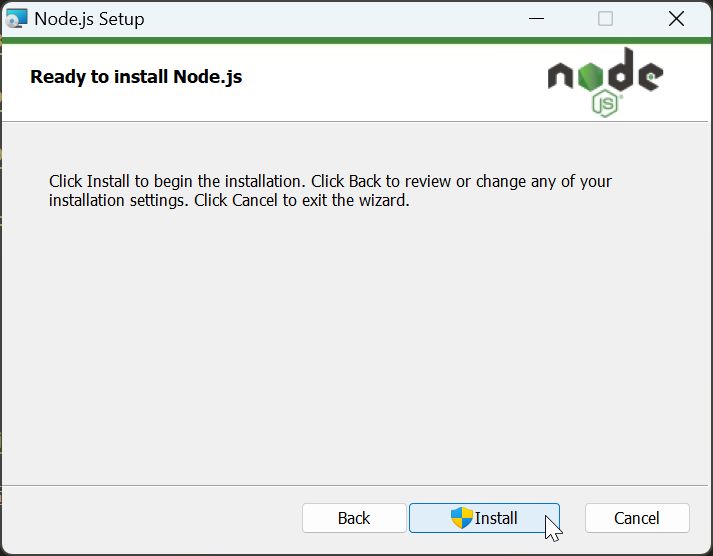 Node.js Setup
Ready to install Node.js
node
JS
Click Install to begin the installation. Click Back to review or change any of your
installation settings. Click Cancel to exit the wizard.
Back
Install
Cancel